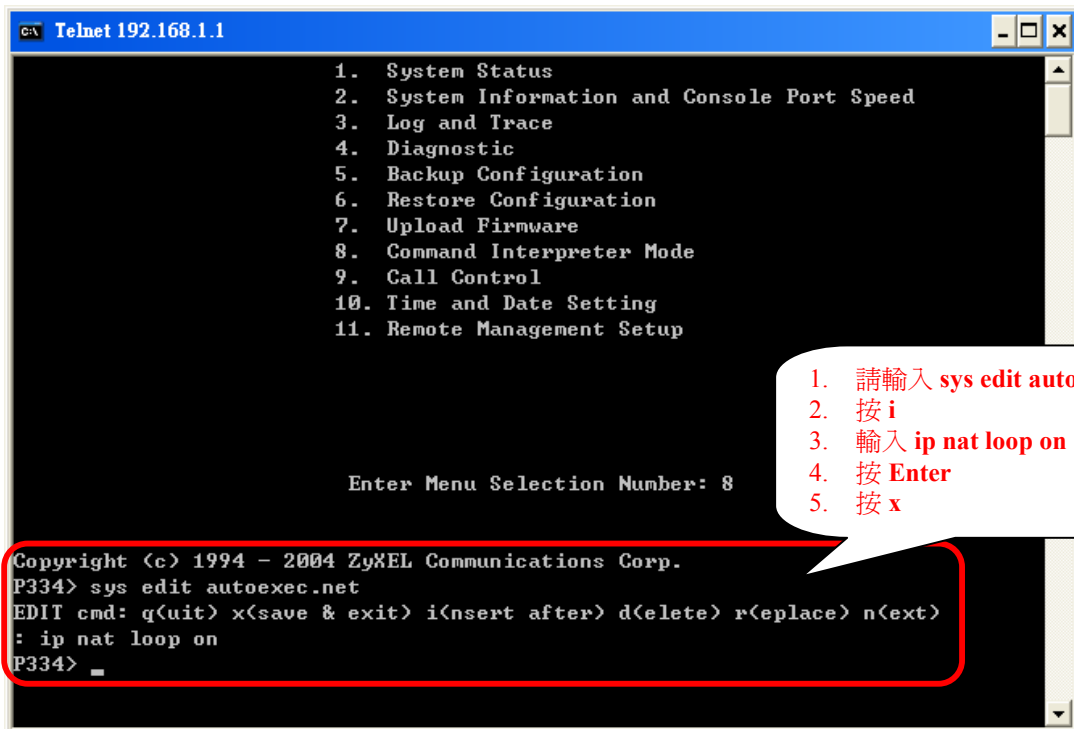 Telnet 192.168.1.1
1. System Status
2. System Information and Console Port Speed
3. Log and Trace
4. Diagnostic
5. Backup Configuration
6. Restore Configuration
7. Upload Firmware
8. Command Interpreter Mode
9. Call Control
10. Time and Date Setting
11. Remote Management Setup
Enter Menu Selection Number: 8
1. 請輸入 sys edit auto
2. 按 i
3. 輸入 ip nat loop on
4. 按 Enter
5. 按 x
Copyright (c) 1994 - 2004 ZyXEL Communications Corp.
P334> sys edit autoexec.net
EDIT cmd: q(uit) x(save & exit) i(nsert after) d(elete) r(eplace) n(ext)
: ip nat loop on
P334> _